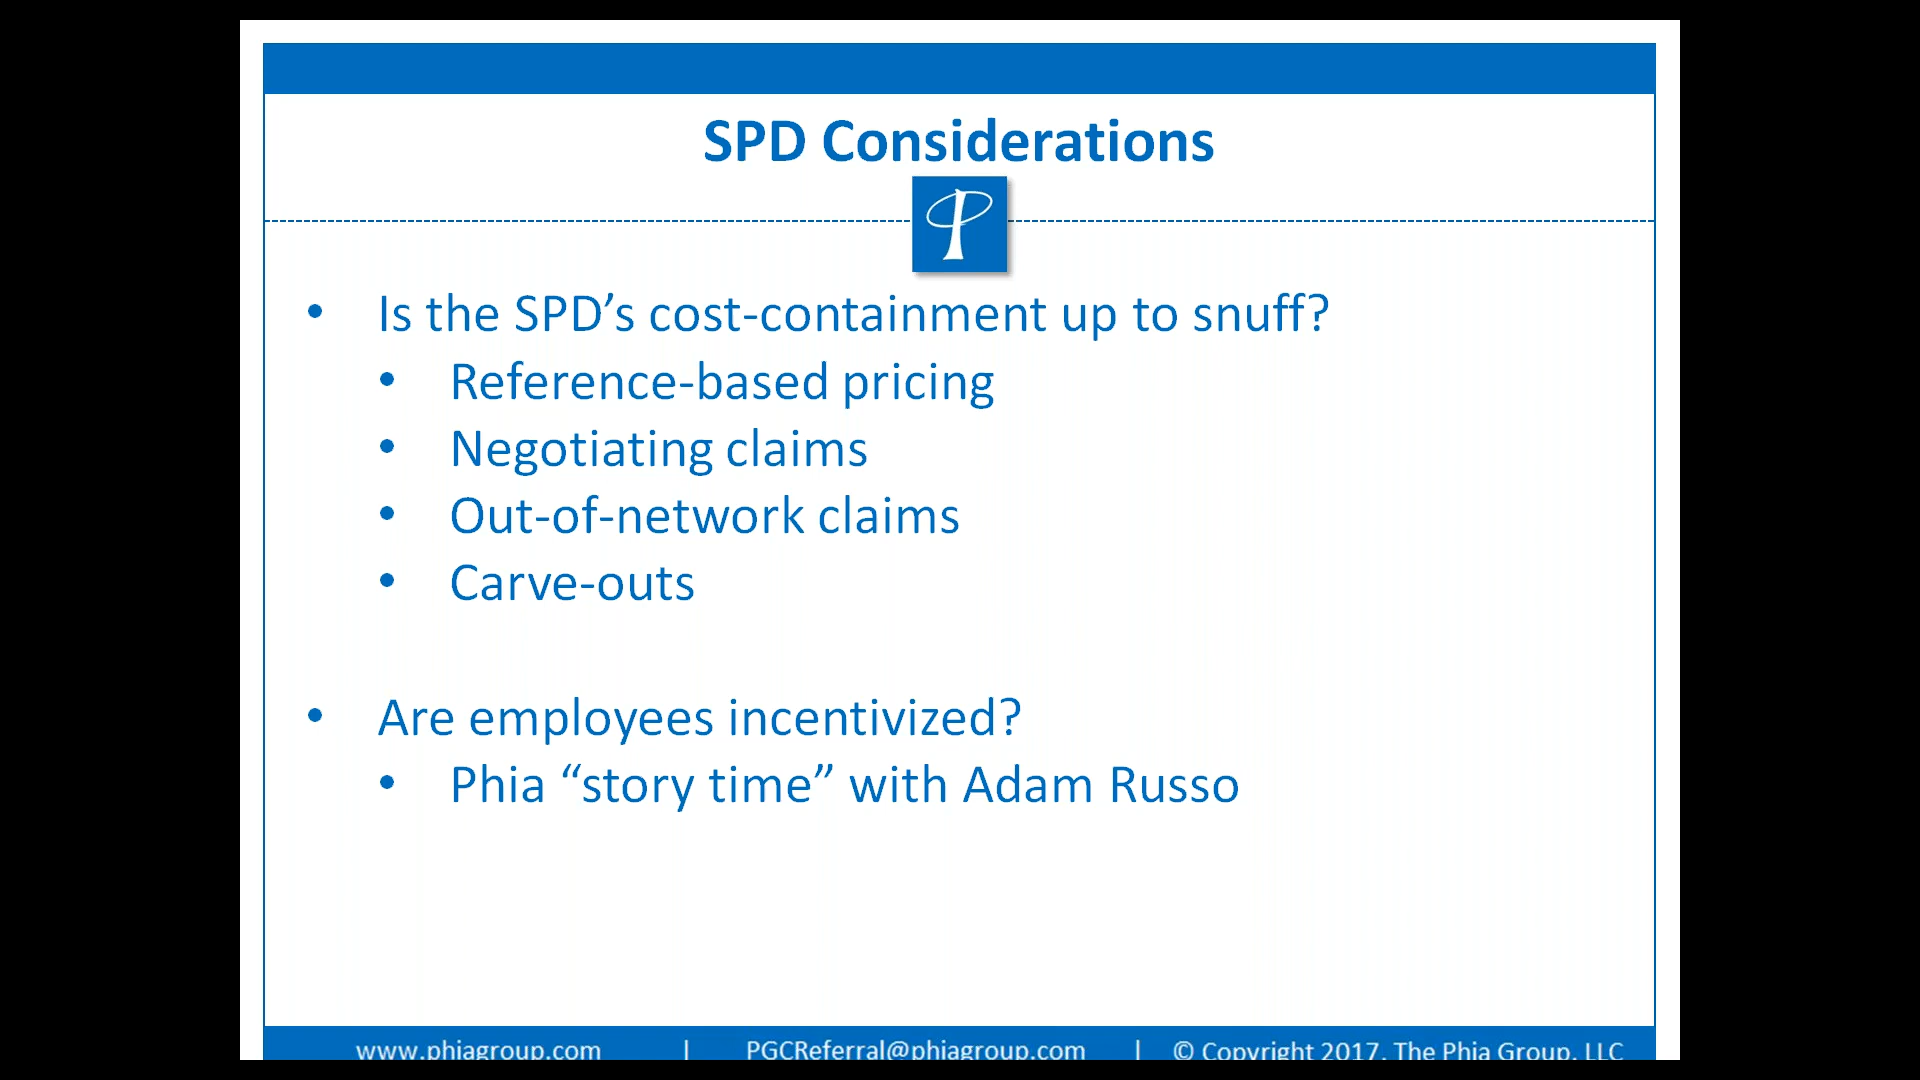 SPD Considerations
P
• Is the SPD’s cost-containment up to snuff?
• Reference-based pricing
• Negotiating claims
• Out-of-network claims
• Carve-outs
• Are employees incentivized?
• Phia “story time” with Adam Russo
www.phiagroup.com | PGCReferral@phiagroup.com | © Copyright 2017. The Phia Group, LLC